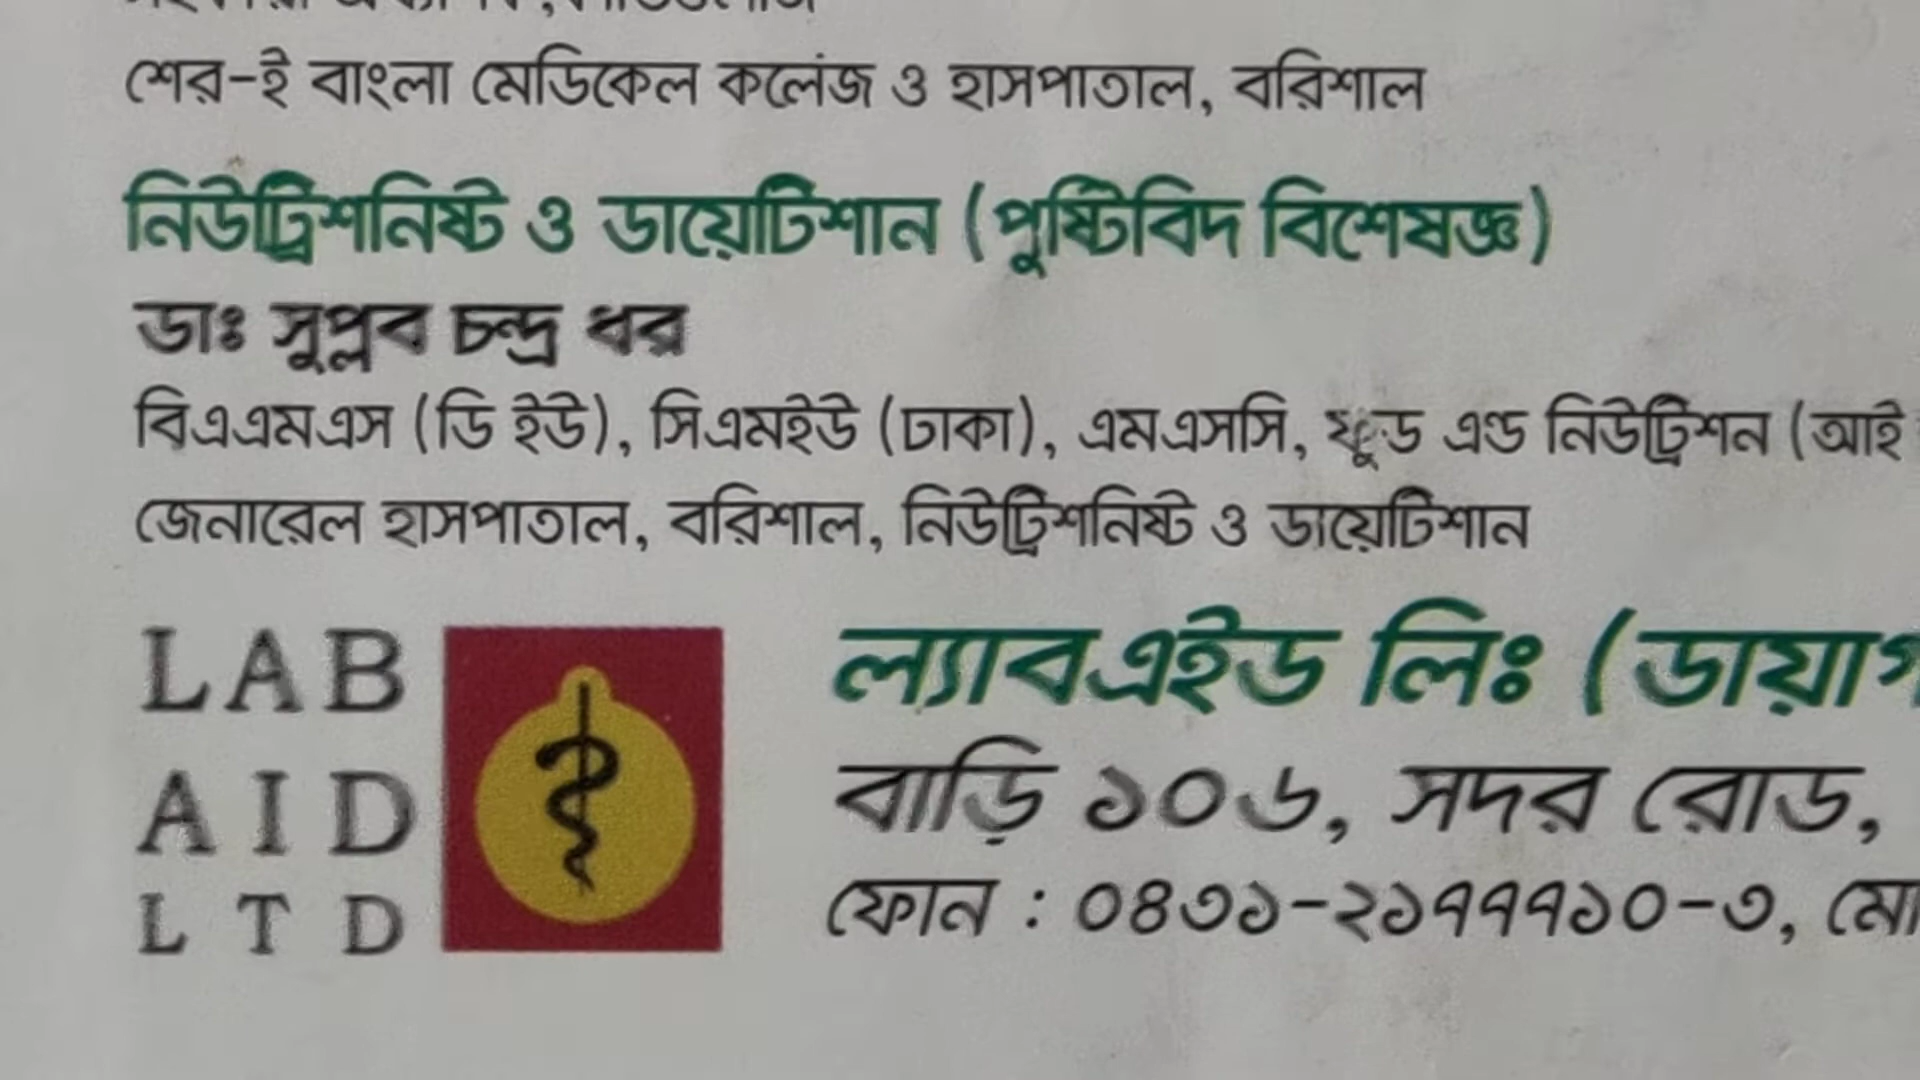 শের-ই বাংলা মেডিকেল কলেজ ও হাসপাতাল, বরিশাল
নিউট্রিশনিষ্ট ও ডায়েটিশান (পুষ্টিবিদ বিশেষজ্ঞ)
ডাঃ সুপ্লব চন্দ্র ধর
বিএএমএস (ডি ইউ), সিএমইউ (ঢাকা), এমএসসি, ফুড এন্ড নিউট্রিশন (আই
জেনারেল হাসপাতাল, বরিশাল, নিউট্রিশনিষ্ট ও ডায়েটিশান
LAB
AID
LTD
ল্যাবএইড লিঃ (ডায়াগ
বাড়ি ১০৬, সদর রোড,
ফোন : ০৪৩১-২১৭৭৭১০-৩, মো